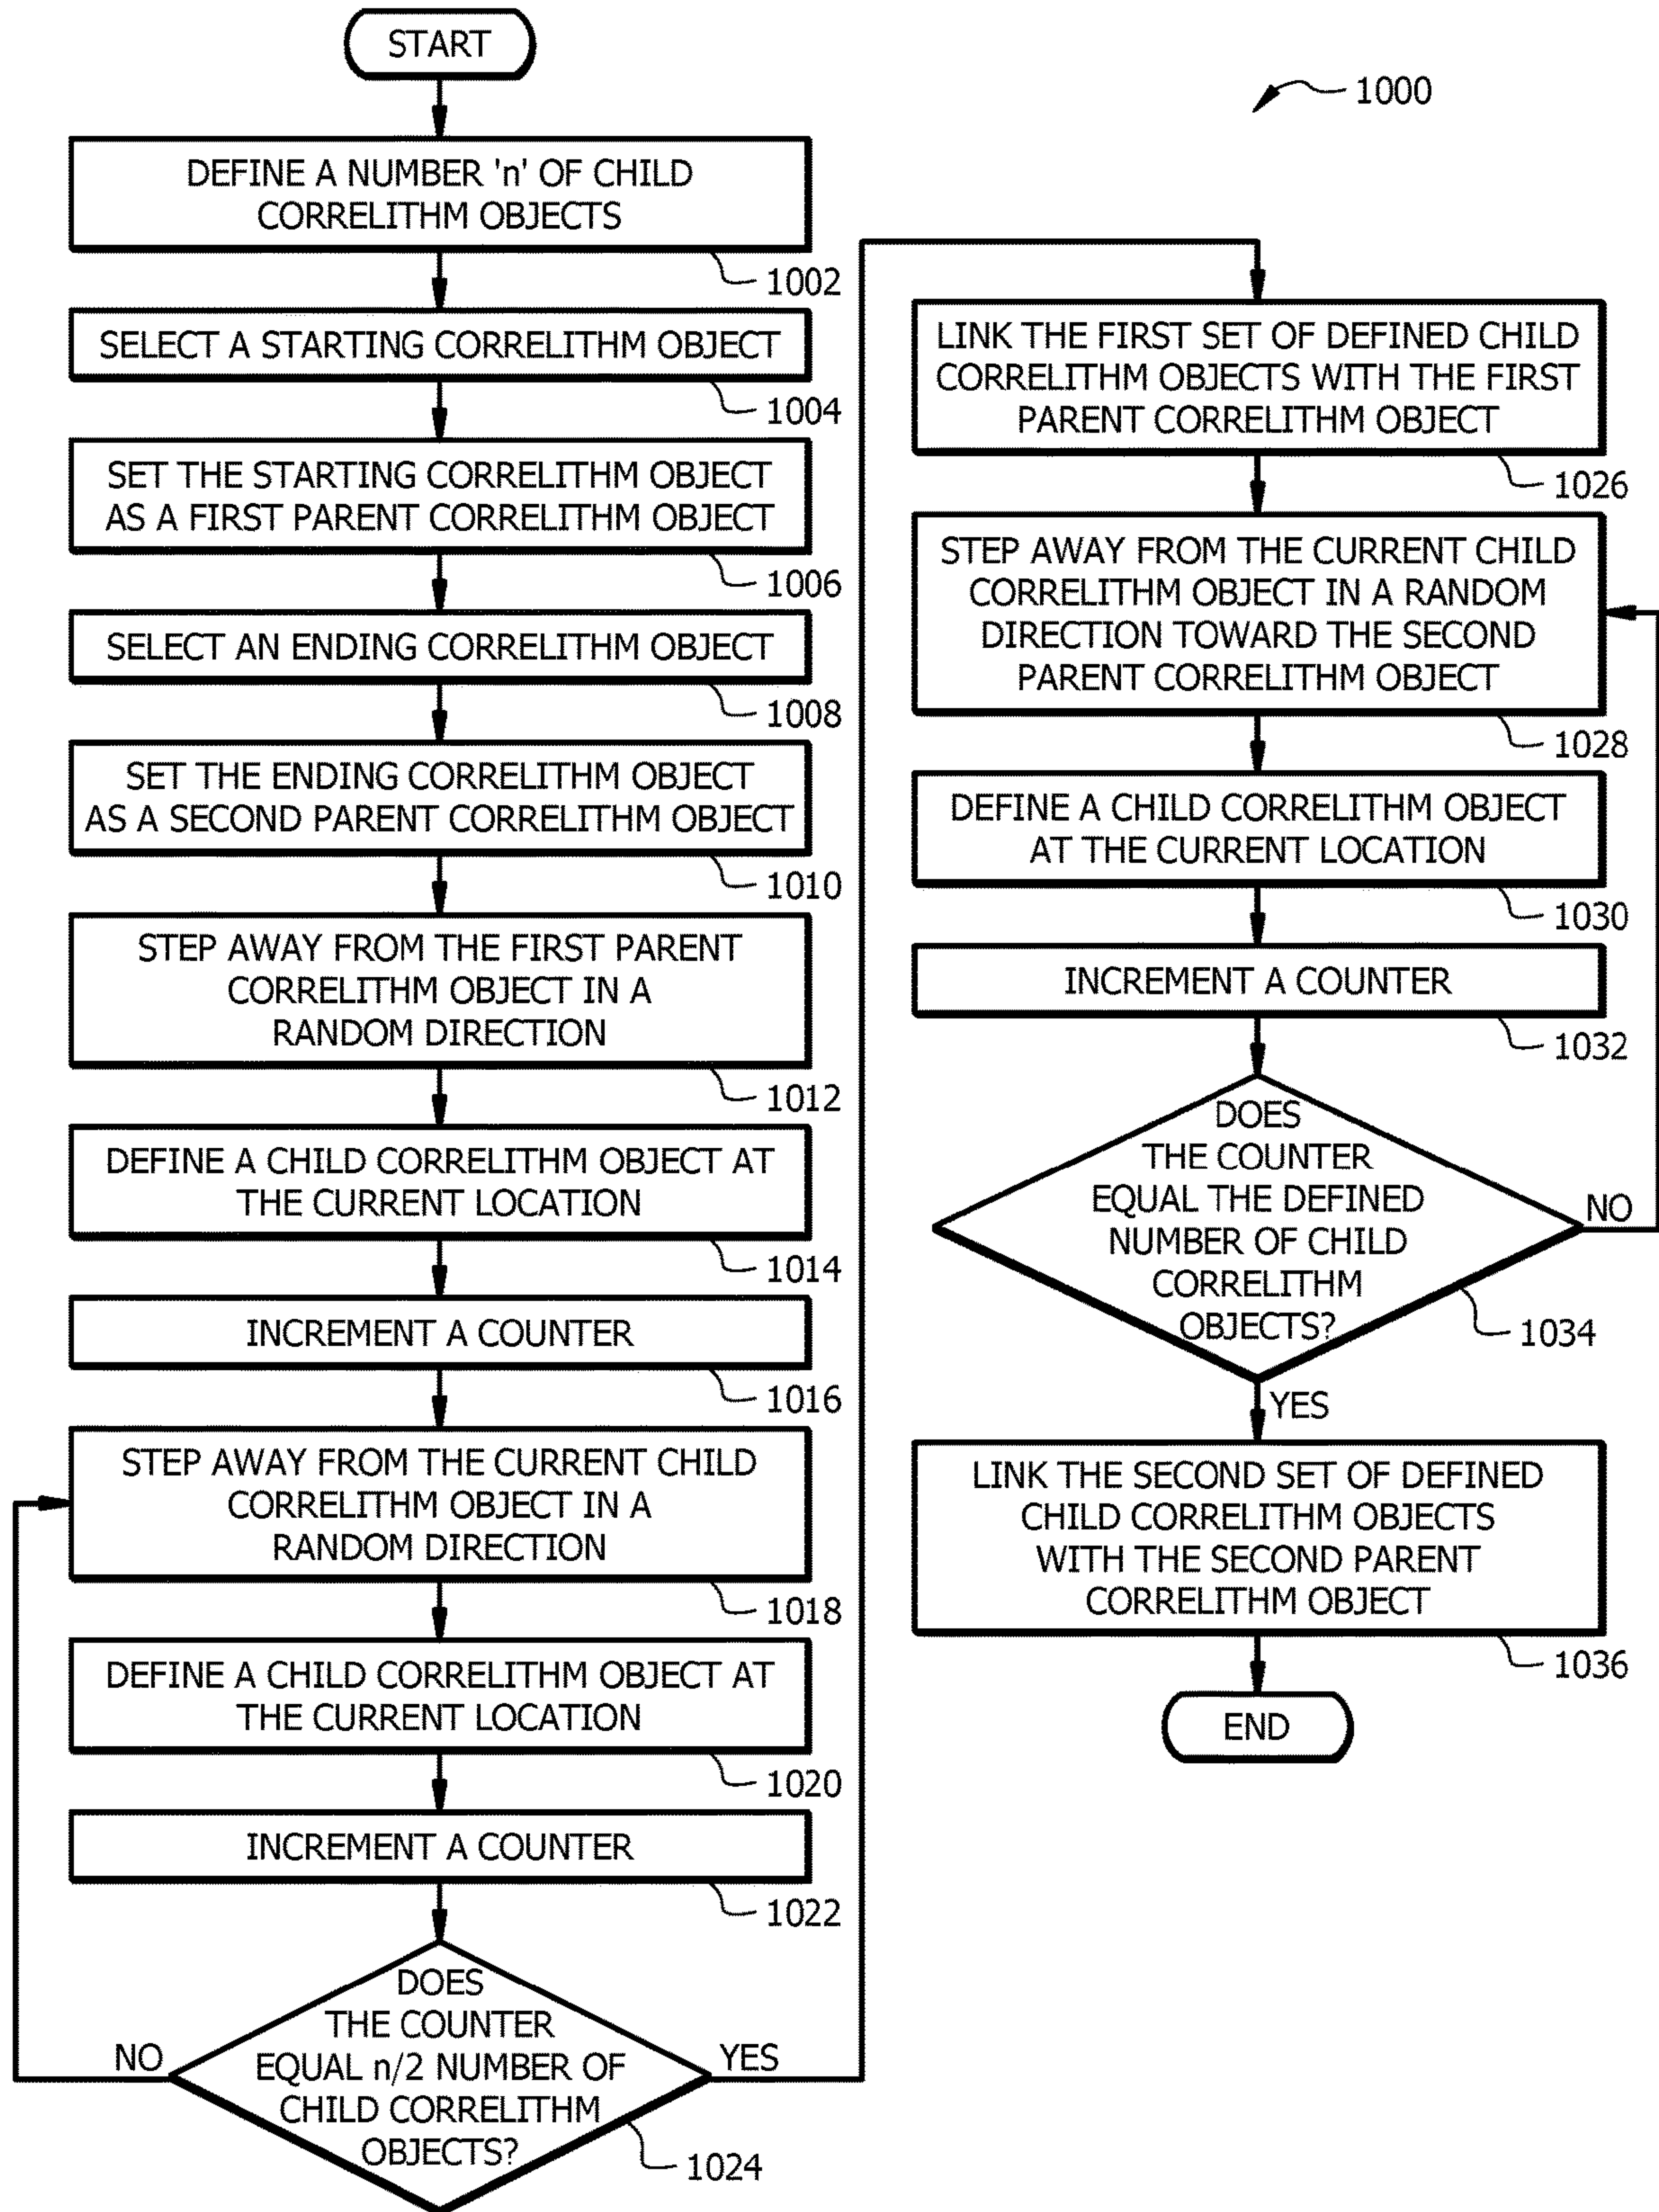 START
DEFINE A NUMBER 'n' OF CHILD
CORRELITHM OBJECTS
1002
SELECT A STARTING CORRELITHM OBJECT
1004
SET THE STARTING CORRELITHM OBJECT
AS A FIRST PARENT CORRELITHM OBJECT
1006
SELECT AN ENDING CORRELITHM OBJECT
1008
SET THE ENDING CORRELITHM OBJECT
AS A SECOND PARENT CORRELITHM OBJECT
1010
STEP AWAY FROM THE FIRST PARENT
CORRELITHM OBJECT IN A
RANDOM DIRECTION
1012
DEFINE A CHILD CORRELITHM OBJECT AT
THE CURRENT LOCATION
1014
INCREMENT A COUNTER
1016
STEP AWAY FROM THE CURRENT CHILD
CORRELITHM OBJECT IN A
RANDOM DIRECTION
1018
DEFINE A CHILD CORRELITHM OBJECT AT
THE CURRENT LOCATION
1020
INCREMENT A COUNTER
1022
DOES
THE COUNTER
EQUAL n/2 NUMBER OF
CHILD CORRELITHM
OBJECTS?
NO
YES
1024
1000
LINK THE FIRST SET OF DEFINED CHILD
CORRELITHM OBJECTS WITH THE FIRST
PARENT CORRELITHM OBJECT
1026
STEP AWAY FROM THE CURRENT CHILD
CORRELITHM OBJECT IN A RANDOM
DIRECTION TOWARD THE SECOND
PARENT CORRELITHM OBJECT
1028
DEFINE A CHILD CORRELITHM OBJECT
AT THE CURRENT LOCATION
1030
INCREMENT A COUNTER
1032
DOES
THE COUNTER
EQUAL THE DEFINED
NUMBER OF CHILD
CORRELITHM
OBJECTS?
NO
1034
YES
LINK THE SECOND SET OF DEFINED
CHILD CORRELITHM OBJECTS
WITH THE SECOND PARENT
CORRELITHM OBJECT
1036
END